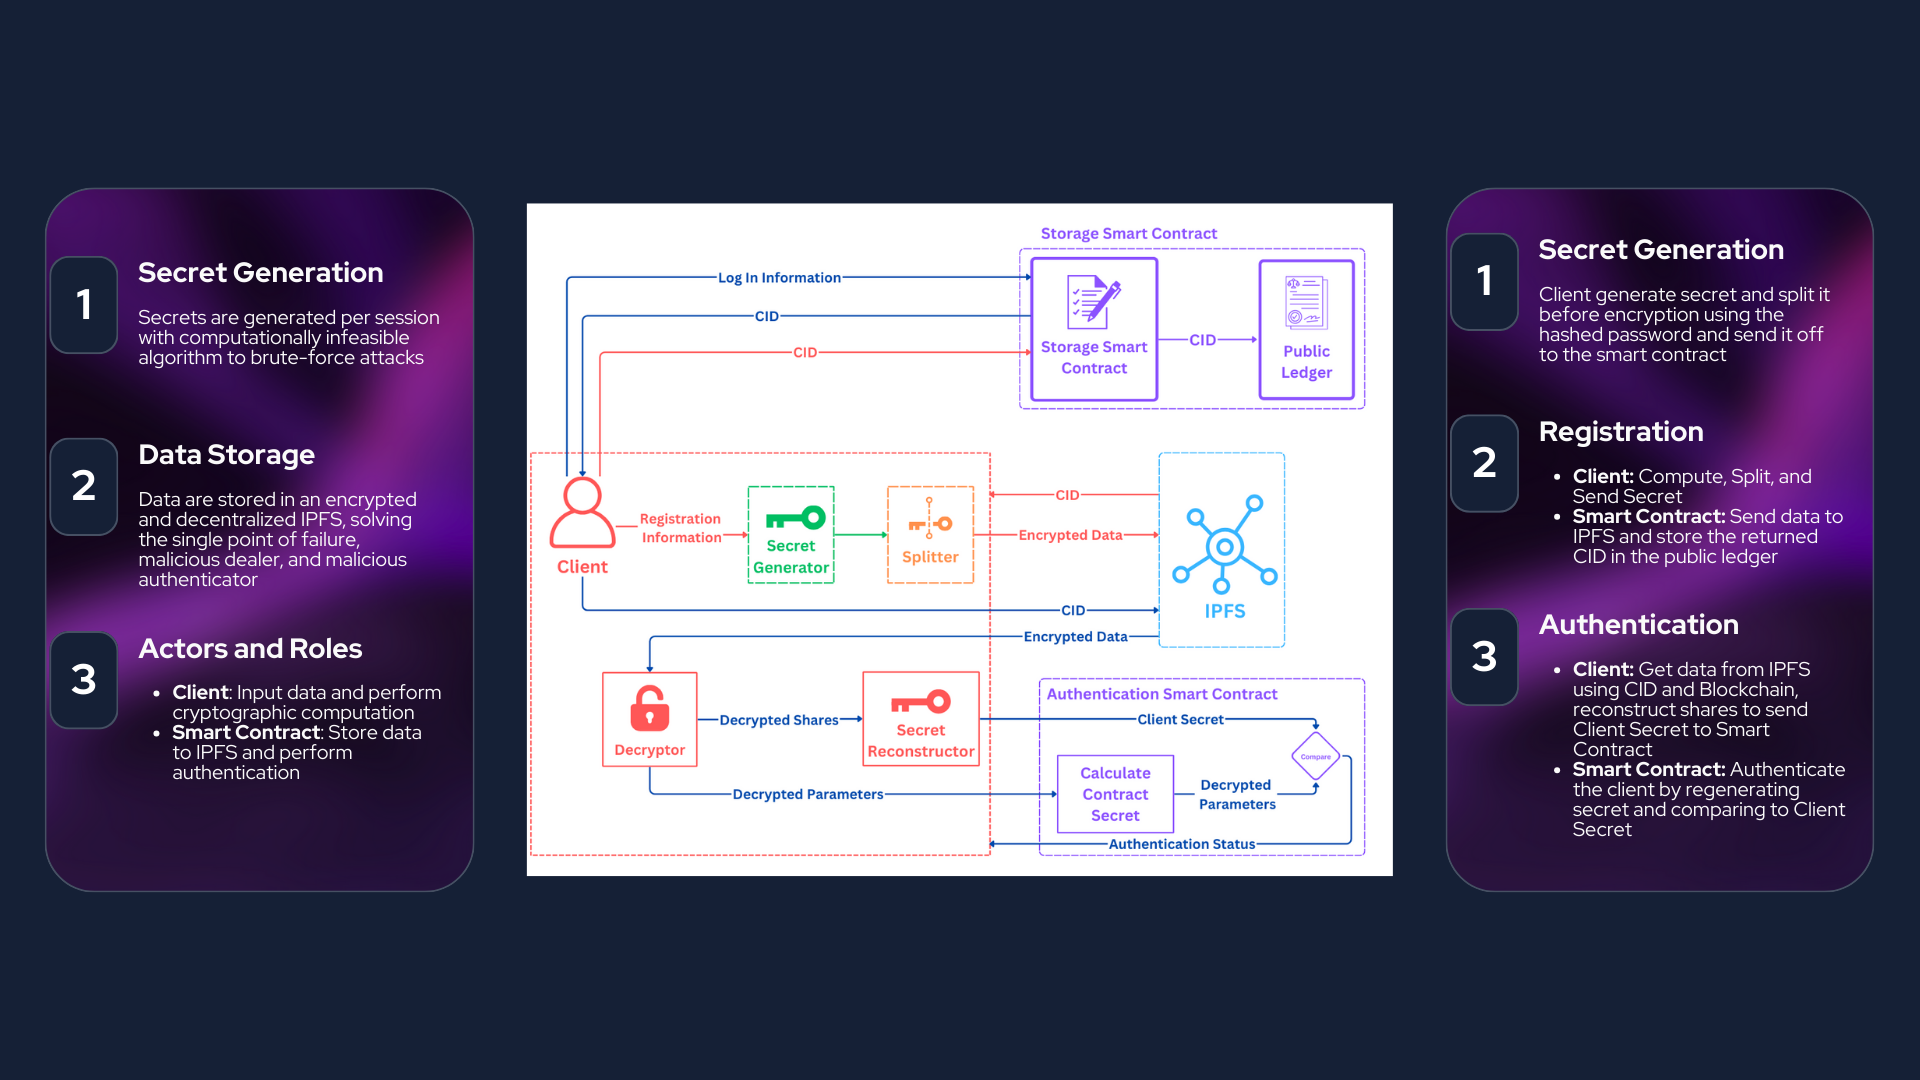 1
Secret Generation
Secrets are generated per session
with computationally infeasible
algorithm to brute-force attacks
2
Data Storage
Data are stored in an encrypted
and decentralized IPFS, solving
the single point of failure,
malicious dealer, and malicious
authenticator
3
Actors and Roles
• Client: Input data and perform
cryptographic computation
• Smart Contract: Store data
to IPFS and perform
authentication
Storage Smart Contract
Log In Information
CID
CID
Storage Smart
Contract
CID
Public
Ledger
Client
Registration
Information
Secret
Generator
Splitter
CID
Encrypted Data
IPFS
CID
Encrypted Data
Decryptor
Decrypted Shares
Secret
Reconstructor
Decrypted Parameters
Authentication Smart Contract
Client Secret
Compare
Calculate
Contract
Secret
Decrypted
Parameters
Authentication Status
1
Secret Generation
Client generate secret and split it
before encryption using the
hashed password and send it off
to the smart contract
2
Registration
• Client: Compute, Split, and
Send Secret
• Smart Contract: Send data to
IPFS and store the returned
CID in the public ledger
3
Authentication
• Client: Get data from IPFS
using CID and Blockchain,
reconstruct shares to send
Client Secret to Smart
Contract
• Smart Contract: Authenticate
the client by regenerating
secret and comparing to Client
Secret